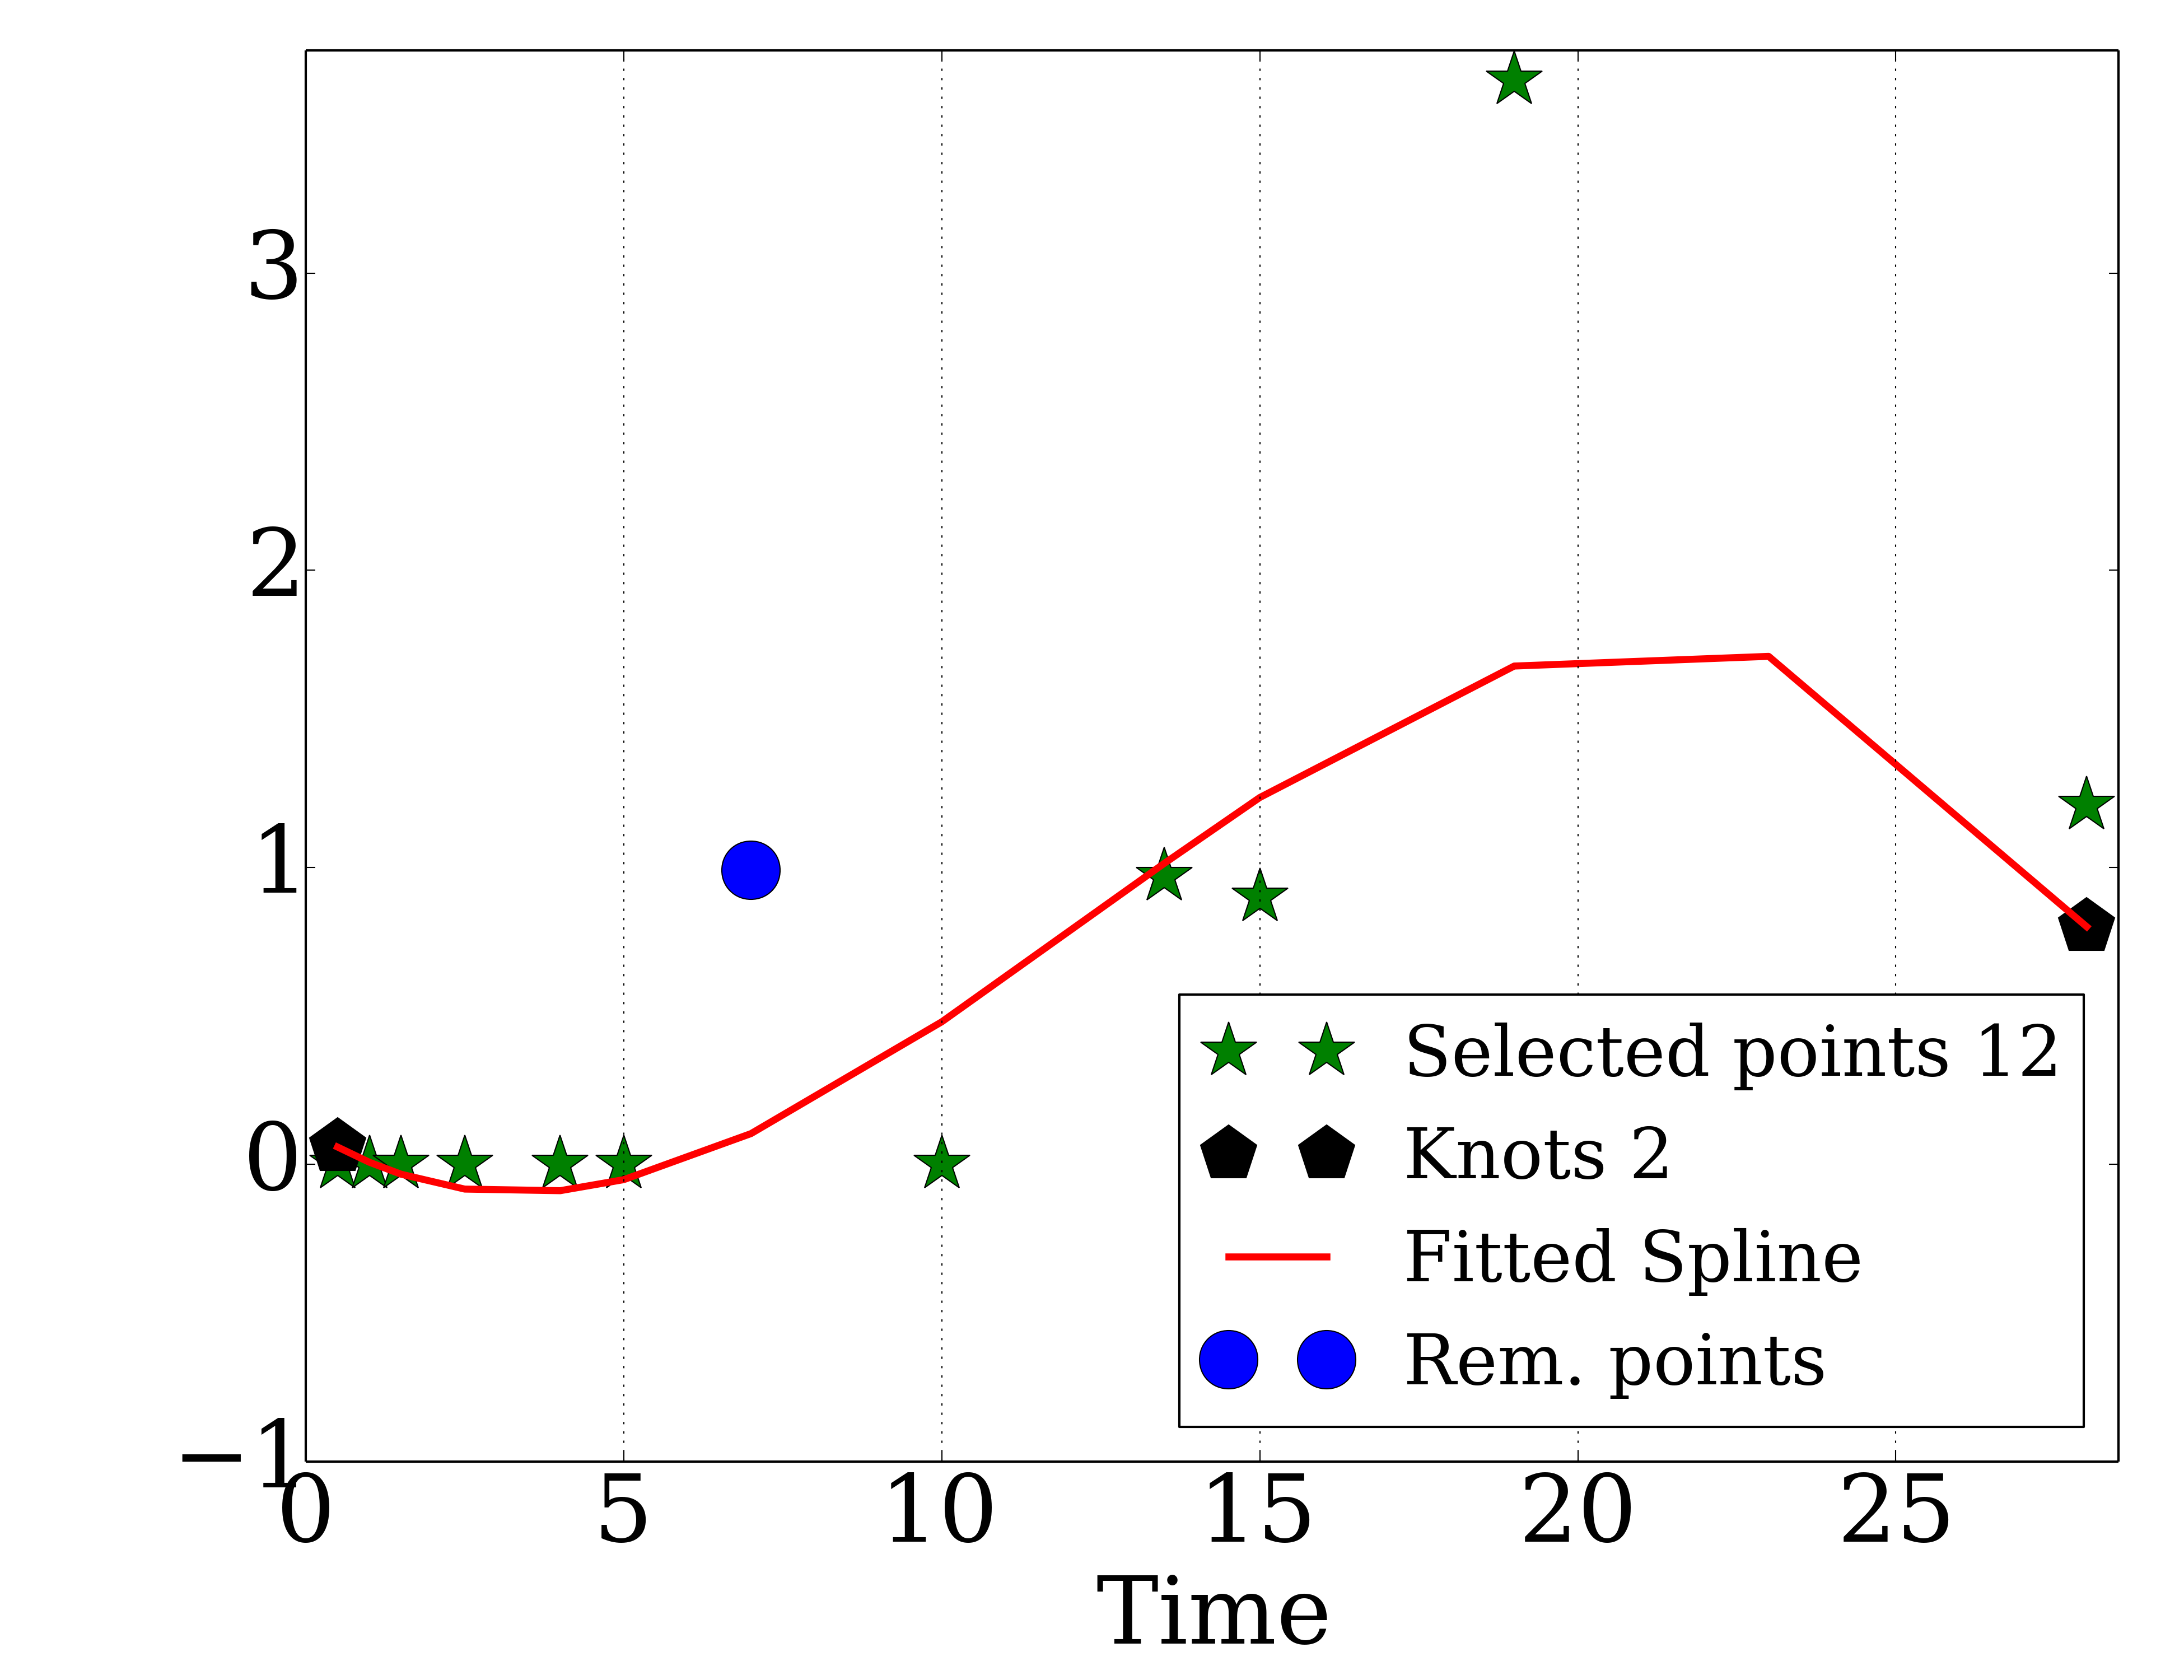 3
2
1
0
−1
0 5 10 15 20 25
Time
Selected points 12
Knots 2
Fitted Spline
Rem. points